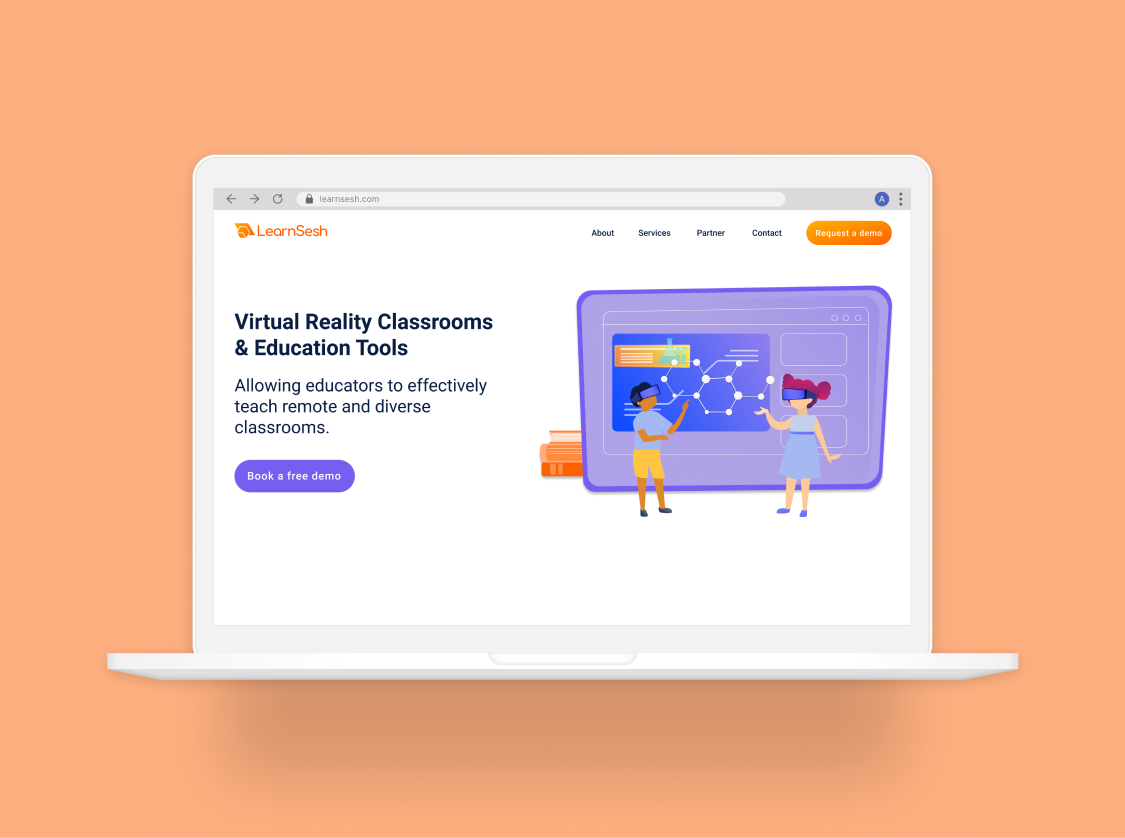 learnsesh.com
A
LearnSesh
About Services Partner Contact Request a demo
Virtual Reality Classrooms
& Education Tools
Allowing educators to effectively
teach remote and diverse
classrooms.
Book a free demo